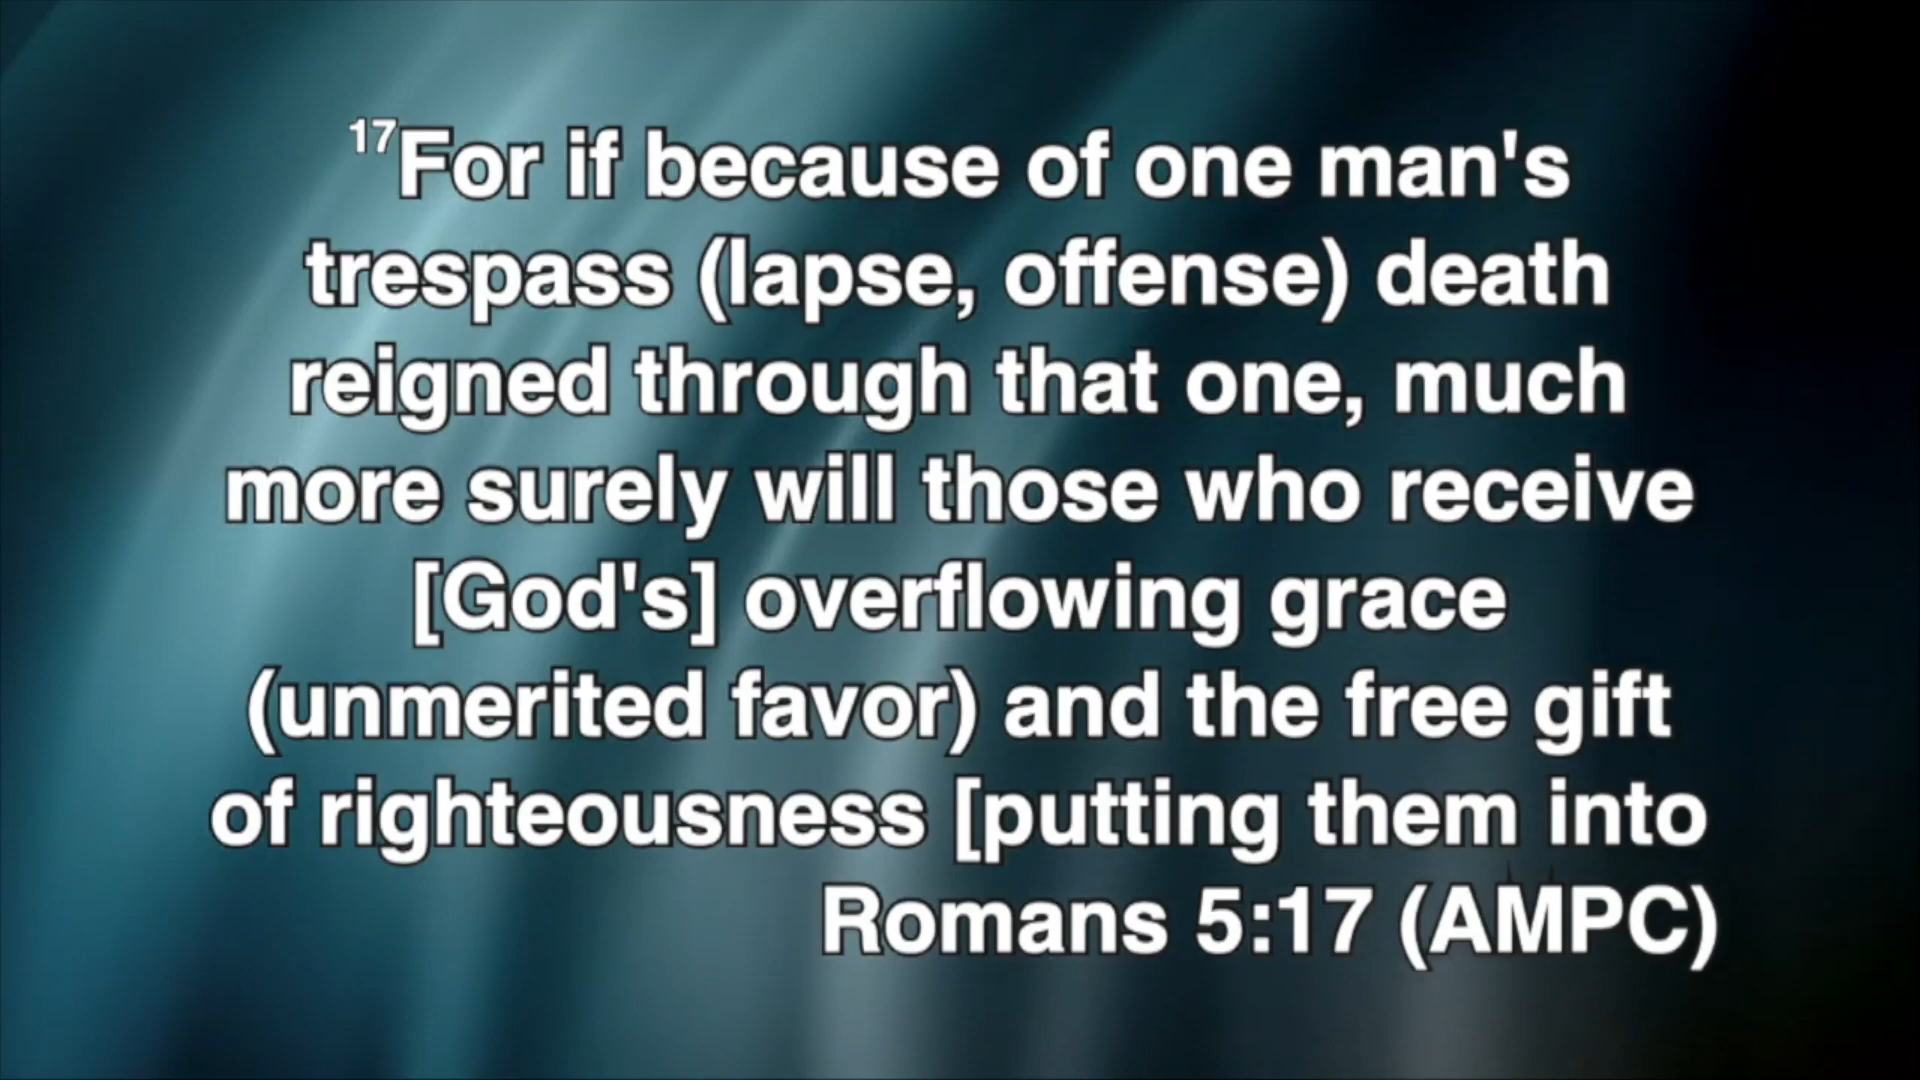 17For if because of one man's
trespass (lapse, offense) death
reigned through that one, much
more surely will those who receive
[God's] overflowing grace
(unmerited favor) and the free gift
of righteousness [putting them into
Romans 5:17 (AMPC)